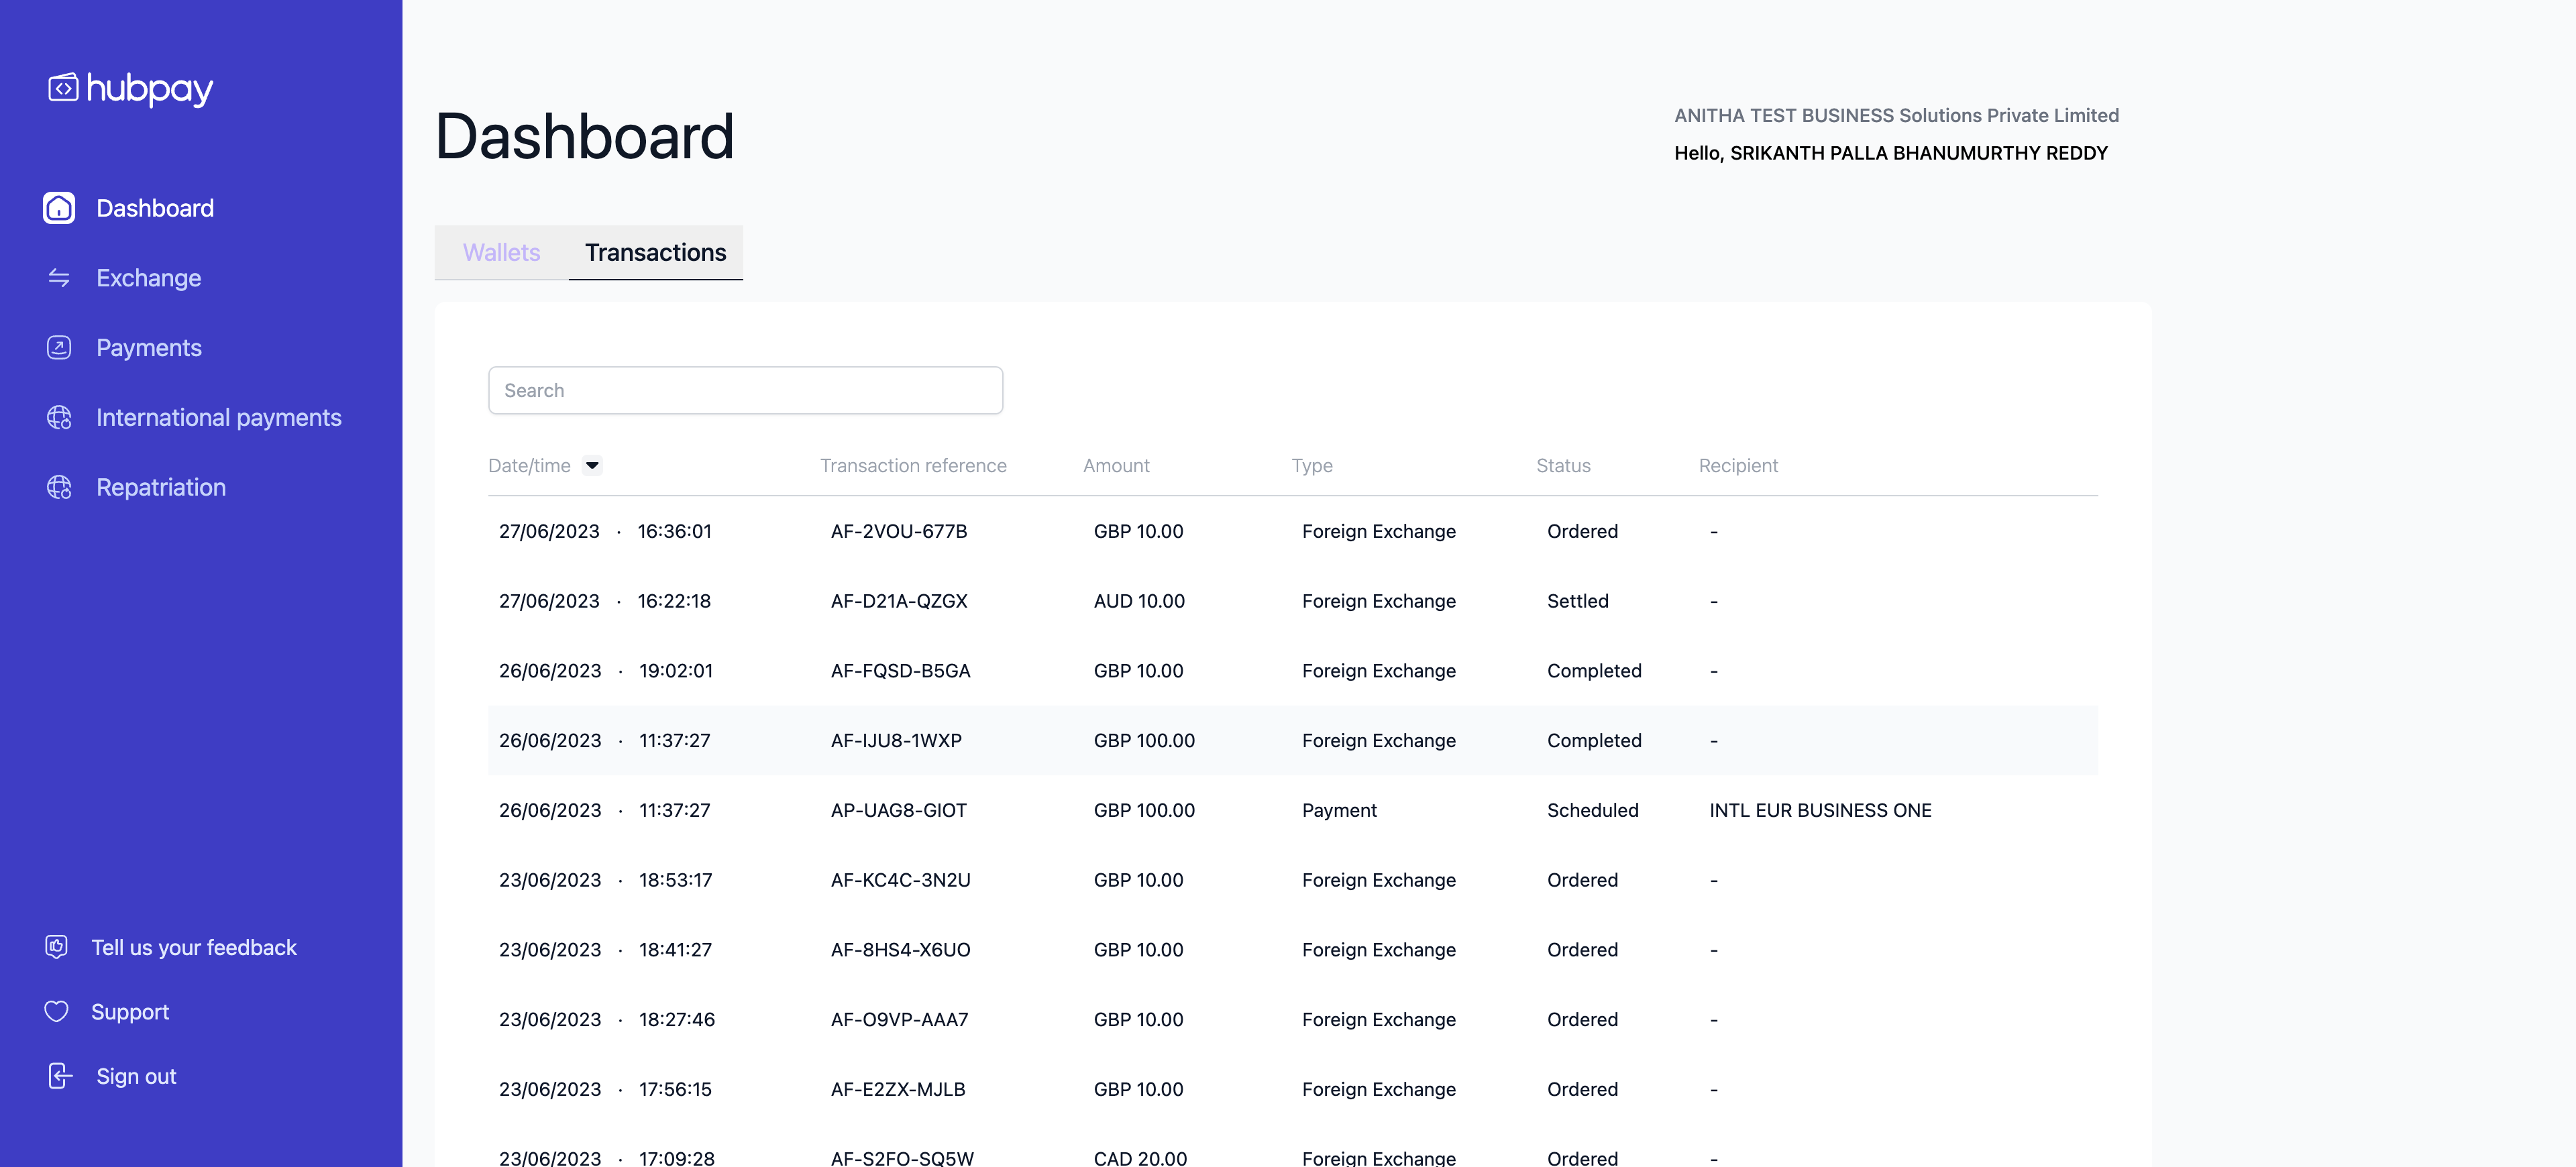 hubpay
Dashboard
Exchange
Payments
International payments
Repatriation
Tell us your feedback
Support
Sign out
Dashboard
ANITHA TEST BUSINESS Solutions Private Limited
Hello, SRIKANTH PALLA BHANUMURTHY REDDY
Wallets Transactions
Search
Date/time Transaction reference Amount Type Status Recipient
27/06/2023 · 16:36:01 AF-2VOU-677B GBP 10.00 Foreign Exchange Ordered -
27/06/2023 · 16:22:18 AF-D21A-QZGX AUD 10.00 Foreign Exchange Settled -
26/06/2023 · 19:02:01 AF-FQSD-B5GA GBP 10.00 Foreign Exchange Completed -
26/06/2023 · 11:37:27 AF-IJU8-1WXP GBP 100.00 Foreign Exchange Completed -
26/06/2023 · 11:37:27 AP-UAG8-GIOT GBP 100.00 Payment Scheduled INTL EUR BUSINESS ONE
23/06/2023 · 18:53:17 AF-KC4C-3N2U GBP 10.00 Foreign Exchange Ordered -
23/06/2023 · 18:41:27 AF-8HS4-X6UO GBP 10.00 Foreign Exchange Ordered -
23/06/2023 · 18:27:46 AF-O9VP-AAA7 GBP 10.00 Foreign Exchange Ordered -
23/06/2023 · 17:56:15 AF-E2ZX-MJLB GBP 10.00 Foreign Exchange Ordered -
23/06/2023 · 17:09:28 AF-S2FO-SQ5W CAD 20.00 Foreign Exchange Ordered -